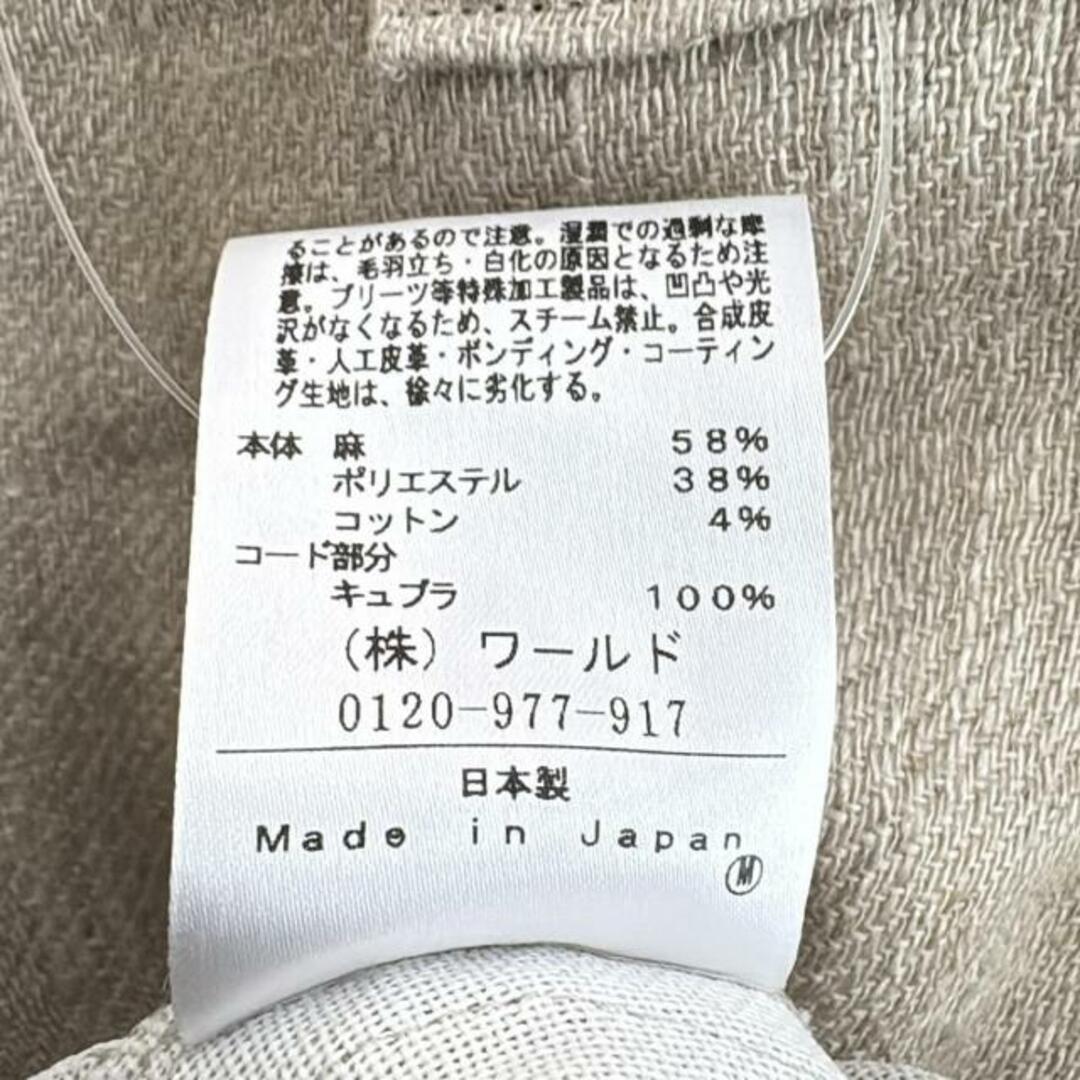 ることがあるので注意。湿潤での過剰な摩
擦は、毛羽立ち・白化の原因となるため注
意。プリーツ等特殊加工製品は、凹凸や光
沢がなくなるため、スチーム禁止。合成皮
革・人工皮革・ボンディング・コーティン
グ生地は、徐々に劣化する。
本体 麻 58%
ポリエステル 38%
コットン 4%
コード部分
キュプラ 100%
(株) ワールド
0120-977-917
日本製
Made in Japan
M